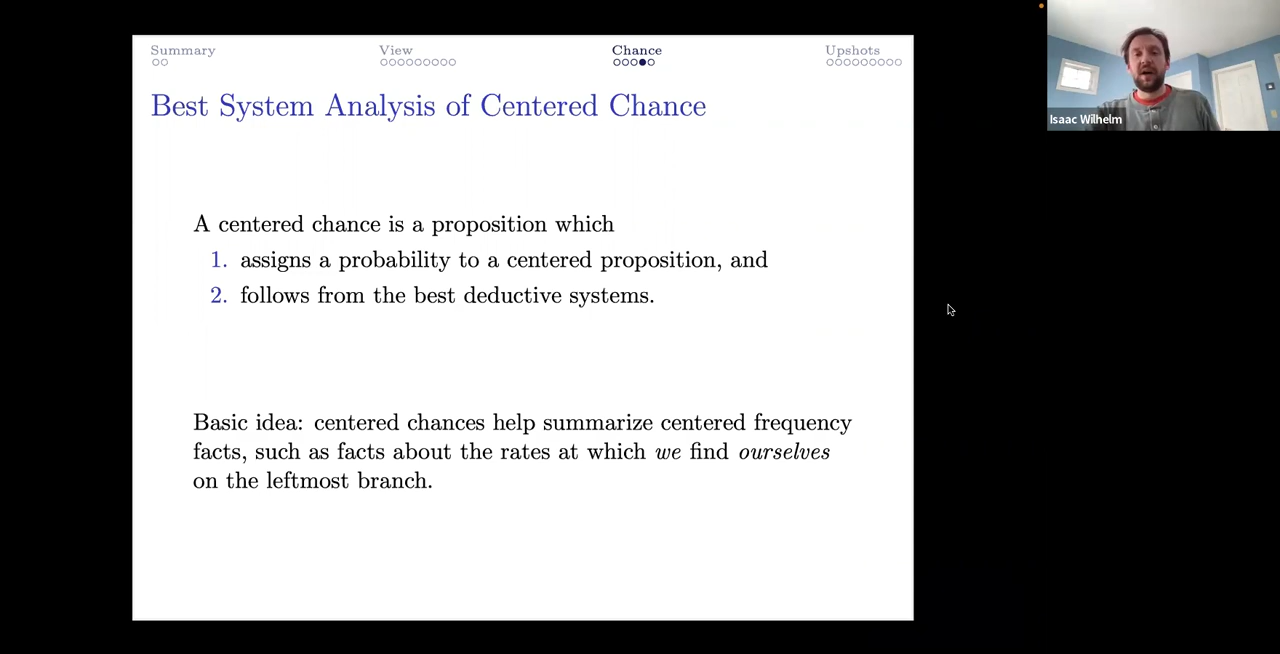 Summary View Chance Upshots
Best System Analysis of Centered Chance
A centered chance is a proposition which
1. assigns a probability to a centered proposition, and
2. follows from the best deductive systems.
Basic idea: centered chances help summarize centered frequency
facts, such as facts about the rates at which we find ourselves
on the leftmost branch.
Isaac Wilhelm